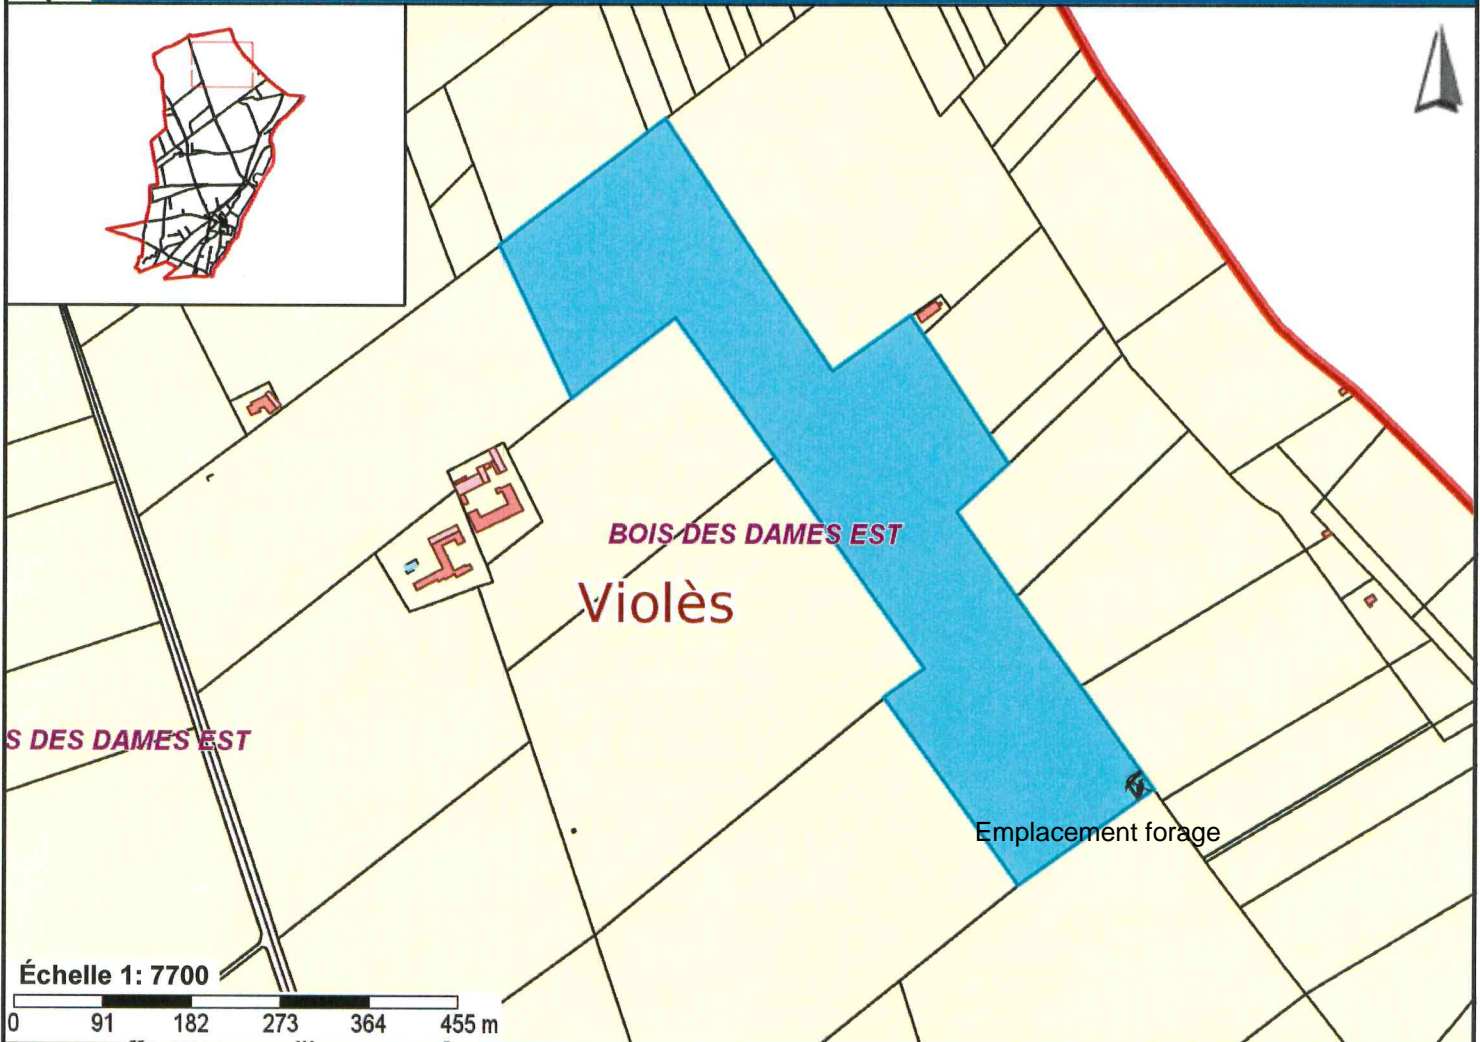 BOIS DES DAMES EST
Violès
S DES DAMES EST
Emplacement forage
Échelle 1: 7700
0 91 182 273 364 455 m